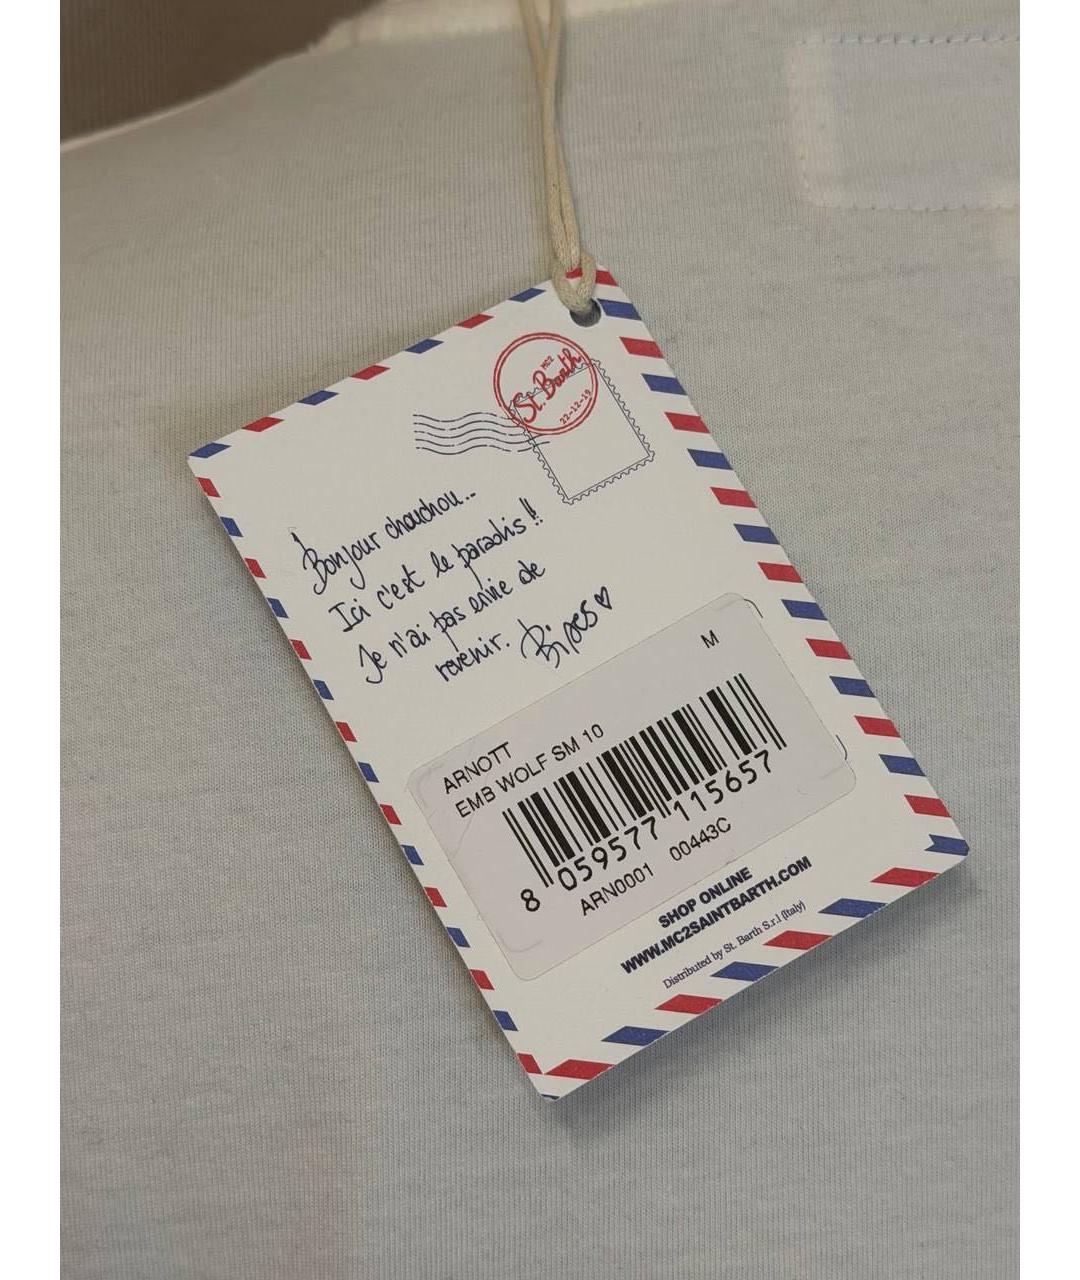 MC2
St. Barth
22-12-19
Bonjour chouchou...
Ici c'est le paradis!!
Je n'ai pas envie de
revenir. Bises ♥
M
ARNOTT
EMB WOLF SM 10
8 059577 115657
ARN0001 00443C
SHOP ONLINE
WWW.MC2SAINTBARTH.COM
Distributed by St. Barth S.r.l (Italy)